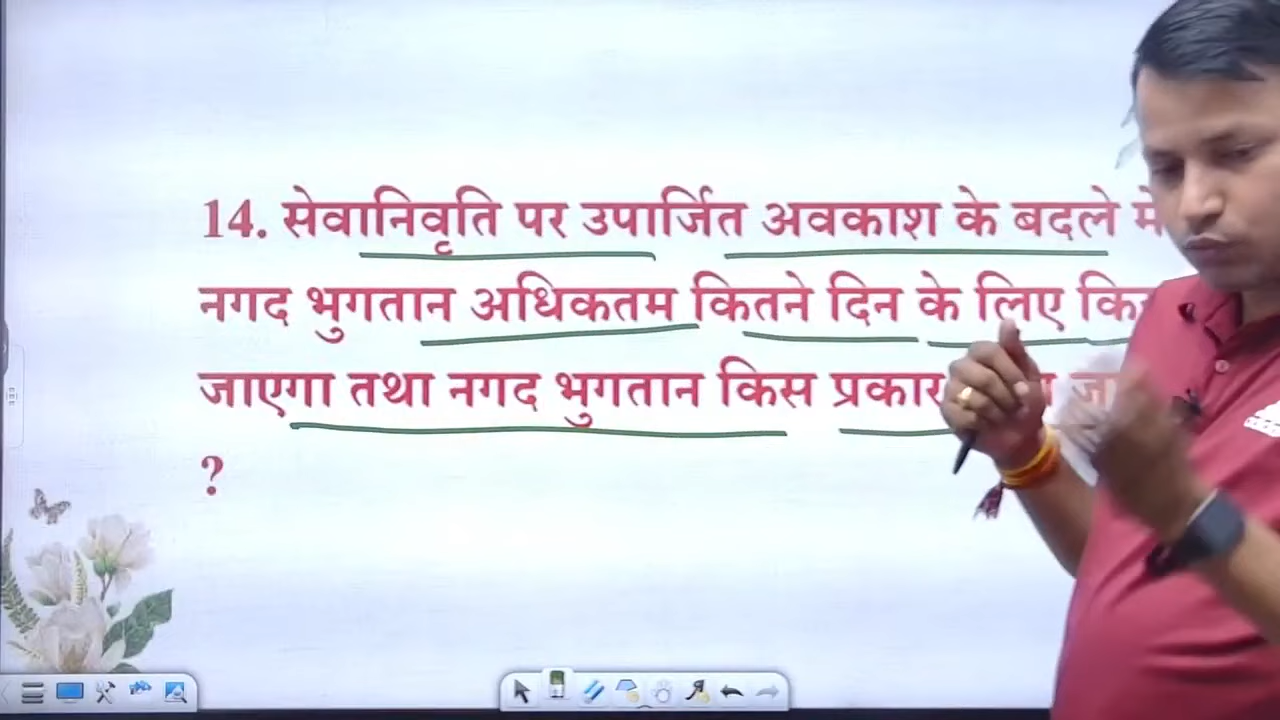 14. सेवानिवृति पर उपार्जित अवकाश के बदले में
नगद भुगतान अधिकतम कितने दिन के लिए
जाएगा तथा नगद भुगतान किस प्रकार
?